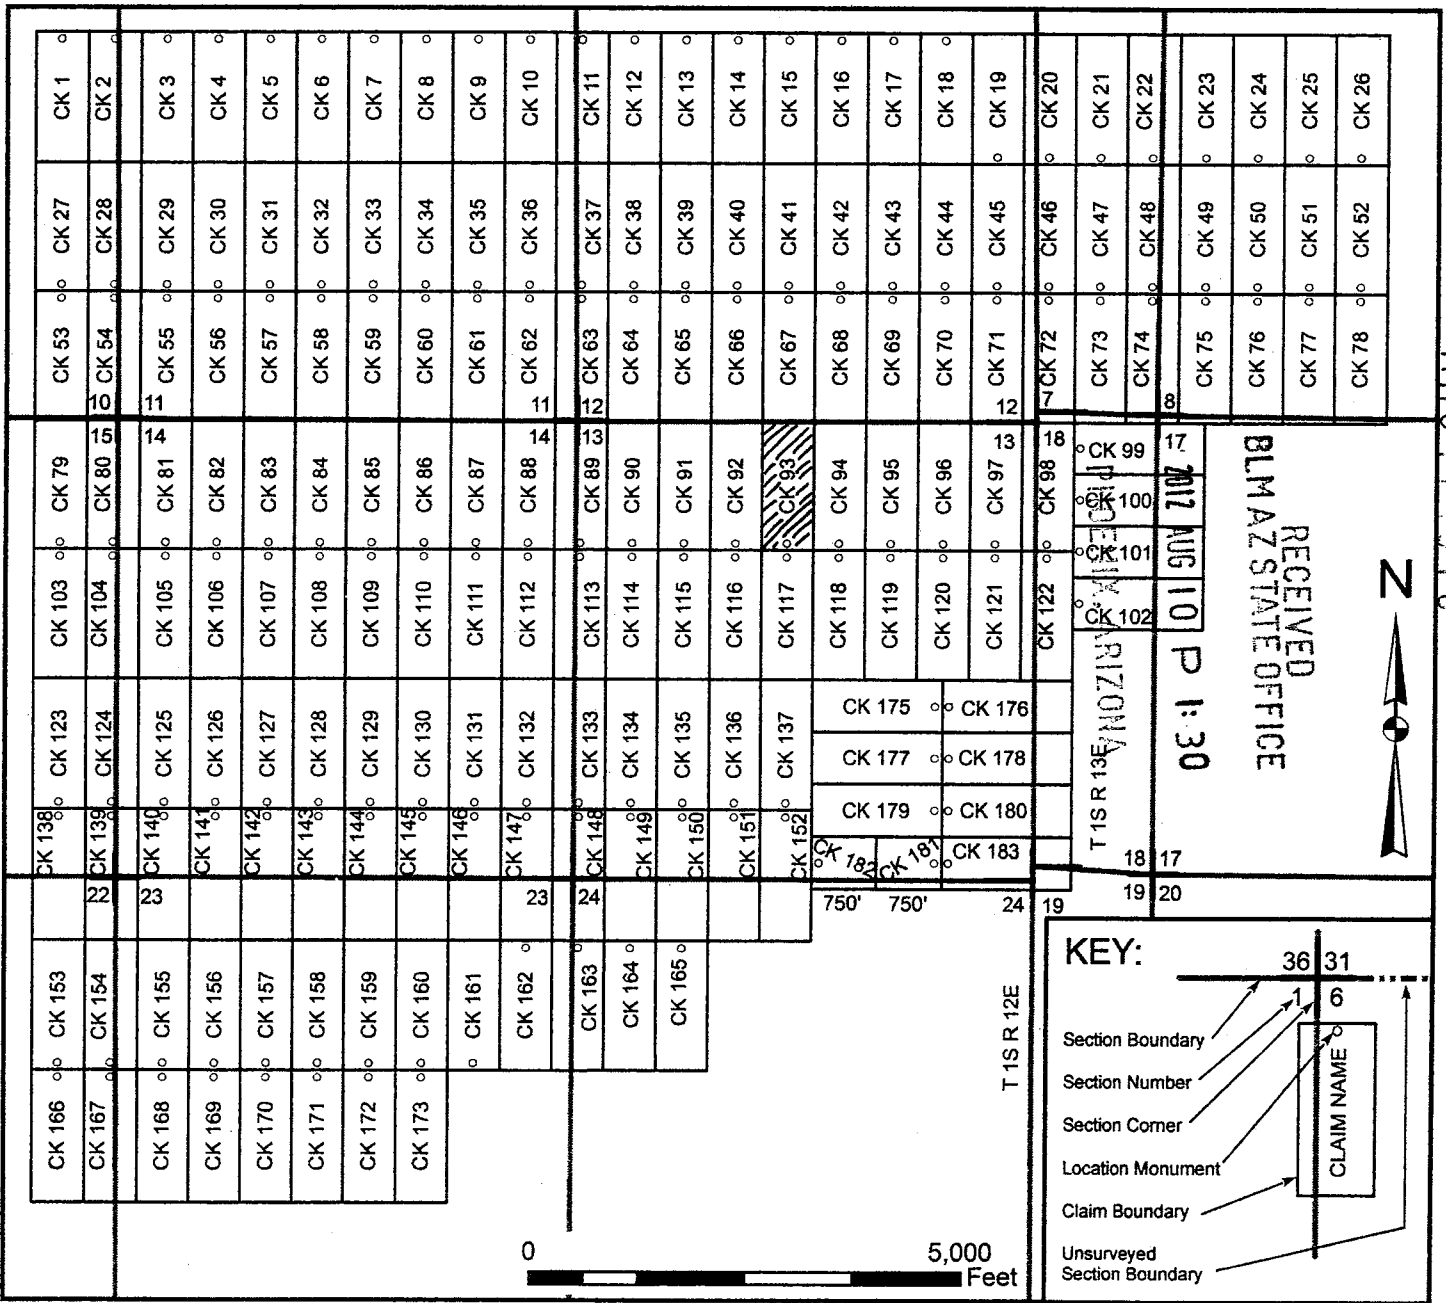 CK 1 CK 2 CK 3 CK 4 CK 5 CK 6 CK 7 CK 8 CK 9 CK 10 CK 11 CK 12 CK 13 CK 14 CK 15 CK 16 CK 17 CK 18 CK 19 CK 20 CK 21 CK 22 CK 23 CK 24 CK 25 CK 26
CK 27 CK 28 CK 29 CK 30 CK 31 CK 32 CK 33 CK 34 CK 35 CK 36 CK 37 CK 38 CK 39 CK 40 CK 41 CK 42 CK 43 CK 44 CK 45 CK 46 CK 47 CK 48 CK 49 CK 50 CK 51 CK 52
CK 53 CK 54 CK 55 CK 56 CK 57 CK 58 CK 59 CK 60 CK 61 CK 62 CK 63 CK 64 CK 65 CK 66 CK 67 CK 68 CK 69 CK 70 CK 71 CK 72 CK 73 CK 74 CK 75 CK 76 CK 77 CK 78
10 11 11 12 12 7 8
15 14 14 13 13 18 17
CK 79 CK 80 CK 81 CK 82 CK 83 CK 84 CK 85 CK 86 CK 87 CK 88 CK 89 CK 90 CK 91 CK 92 CK 93 CK 94 CK 95 CK 96 CK 97 CK 98
CK 99
CK 100
CK 101
CK 102
CK 103 CK 104 CK 105 CK 106 CK 107 CK 108 CK 109 CK 110 CK 111 CK 112 CK 113 CK 114 CK 115 CK 116 CK 117 CK 118 CK 119 CK 120 CK 121 CK 122
RECEIVED
BLM AZ STATE OFFICE
2012 AUG 10 P 1:30
PHOENIX, ARIZONA
N
CK 123 CK 124 CK 125 CK 126 CK 127 CK 128 CK 129 CK 130 CK 131 CK 132 CK 133 CK 134 CK 135 CK 136 CK 137
CK 175 CK 176
CK 177 CK 178
CK 179 CK 180
CK 182 CK 181 CK 183
T 1S R 13E
CK 138 CK 139 CK 140 CK 141 CK 142 CK 143 CK 144 CK 145 CK 146 CK 147 CK 148 CK 149 CK 150 CK 151 CK 152
18 17
22 23 23 24 750' 750' 24 19 19 20
CK 153 CK 154 CK 155 CK 156 CK 157 CK 158 CK 159 CK 160 CK 161 CK 162 CK 163 CK 164 CK 165
T 1S R 12E
CK 166 CK 167 CK 168 CK 169 CK 170 CK 171 CK 172 CK 173
0 5,000
Feet
KEY:
36 31
1 6
Section Boundary
Section Number
Section Corner
Location Monument
Claim Boundary
Unsurveyed
Section Boundary
CLAIM NAME